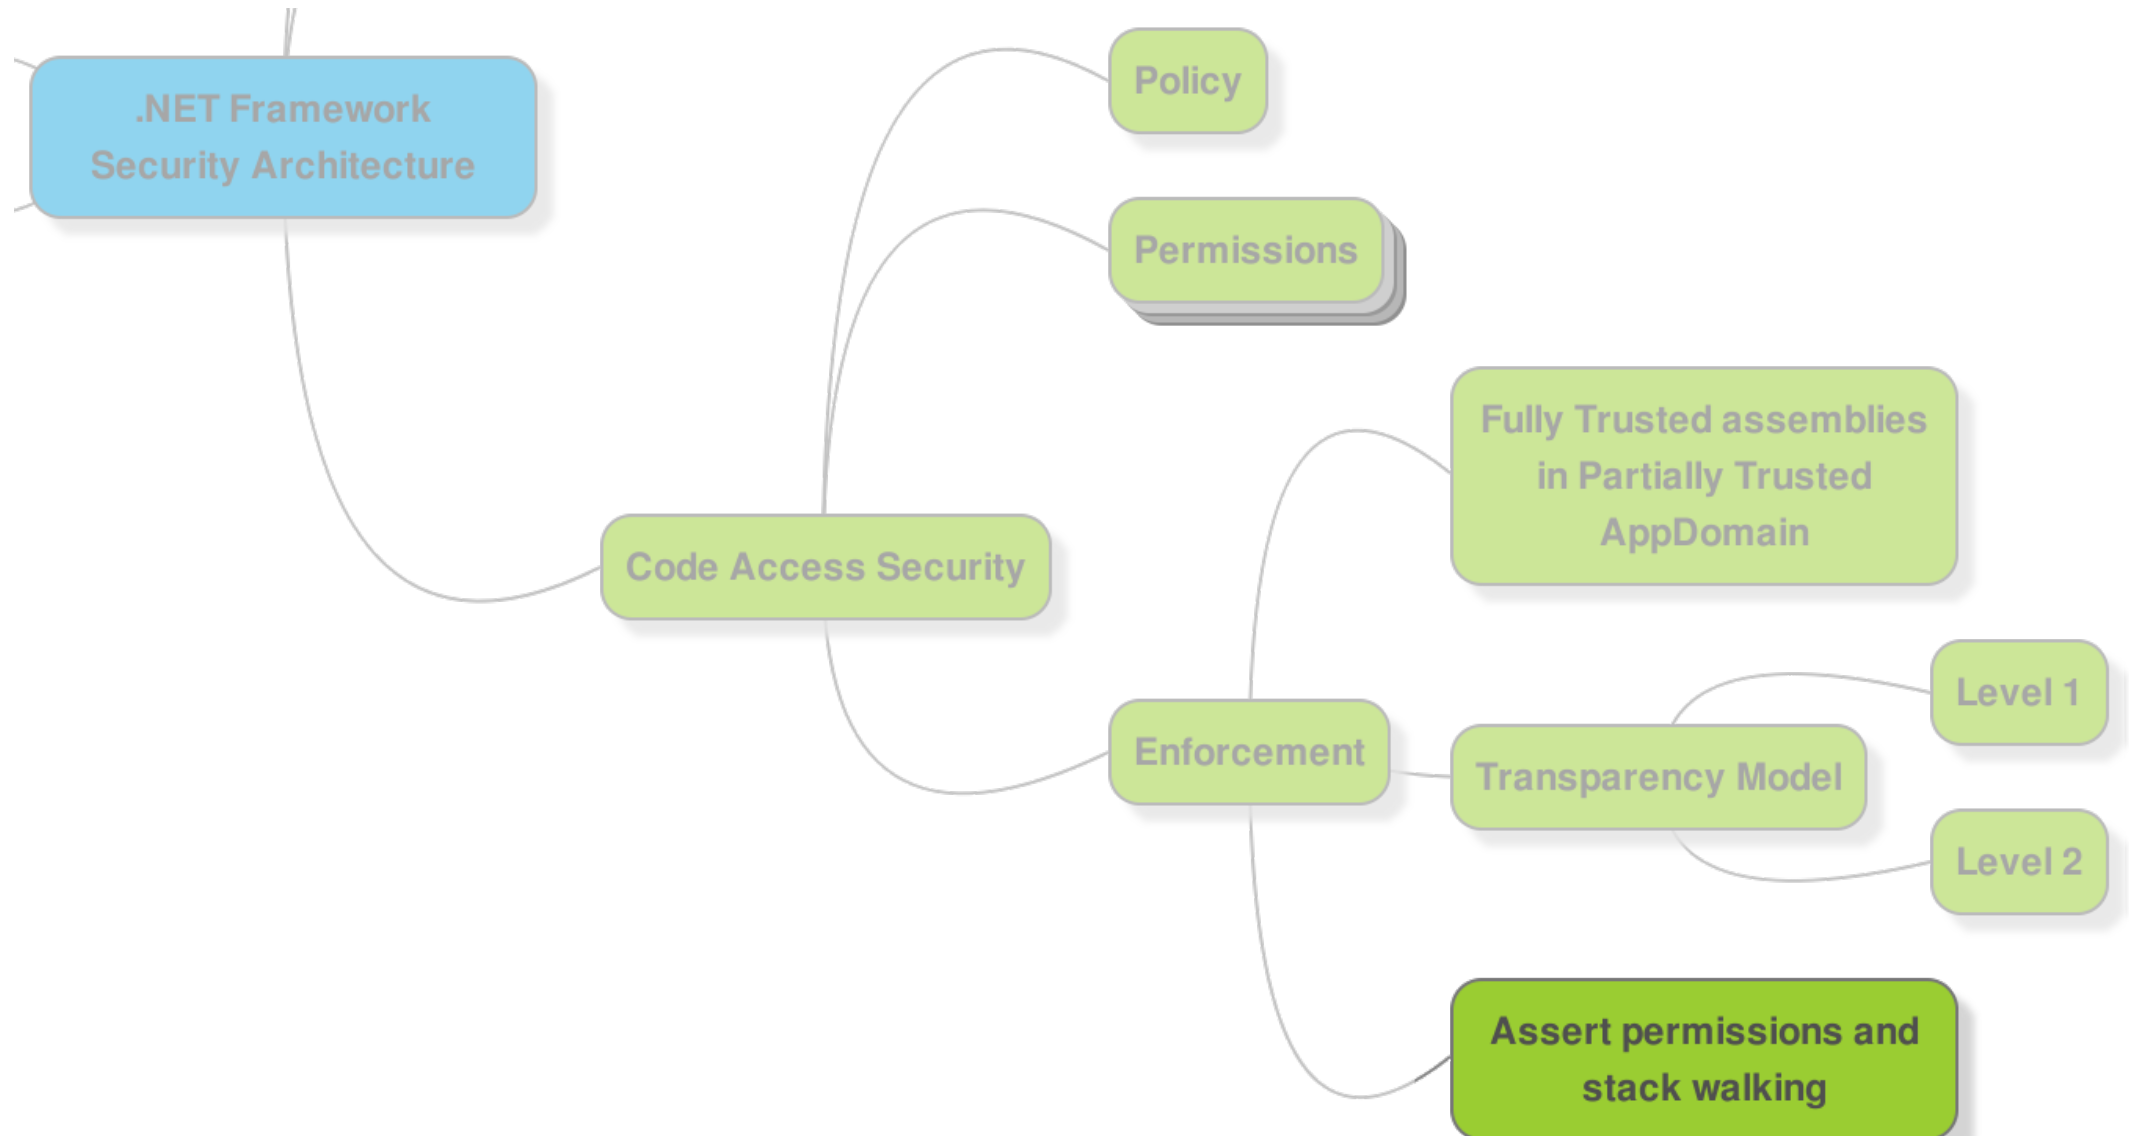 .NET Framework
Security Architecture
Policy
Permissions
Fully Trusted assemblies
in Partially Trusted
AppDomain
Code Access Security
Level 1
Enforcement
Transparency Model
Level 2
Assert permissions and
stack walking